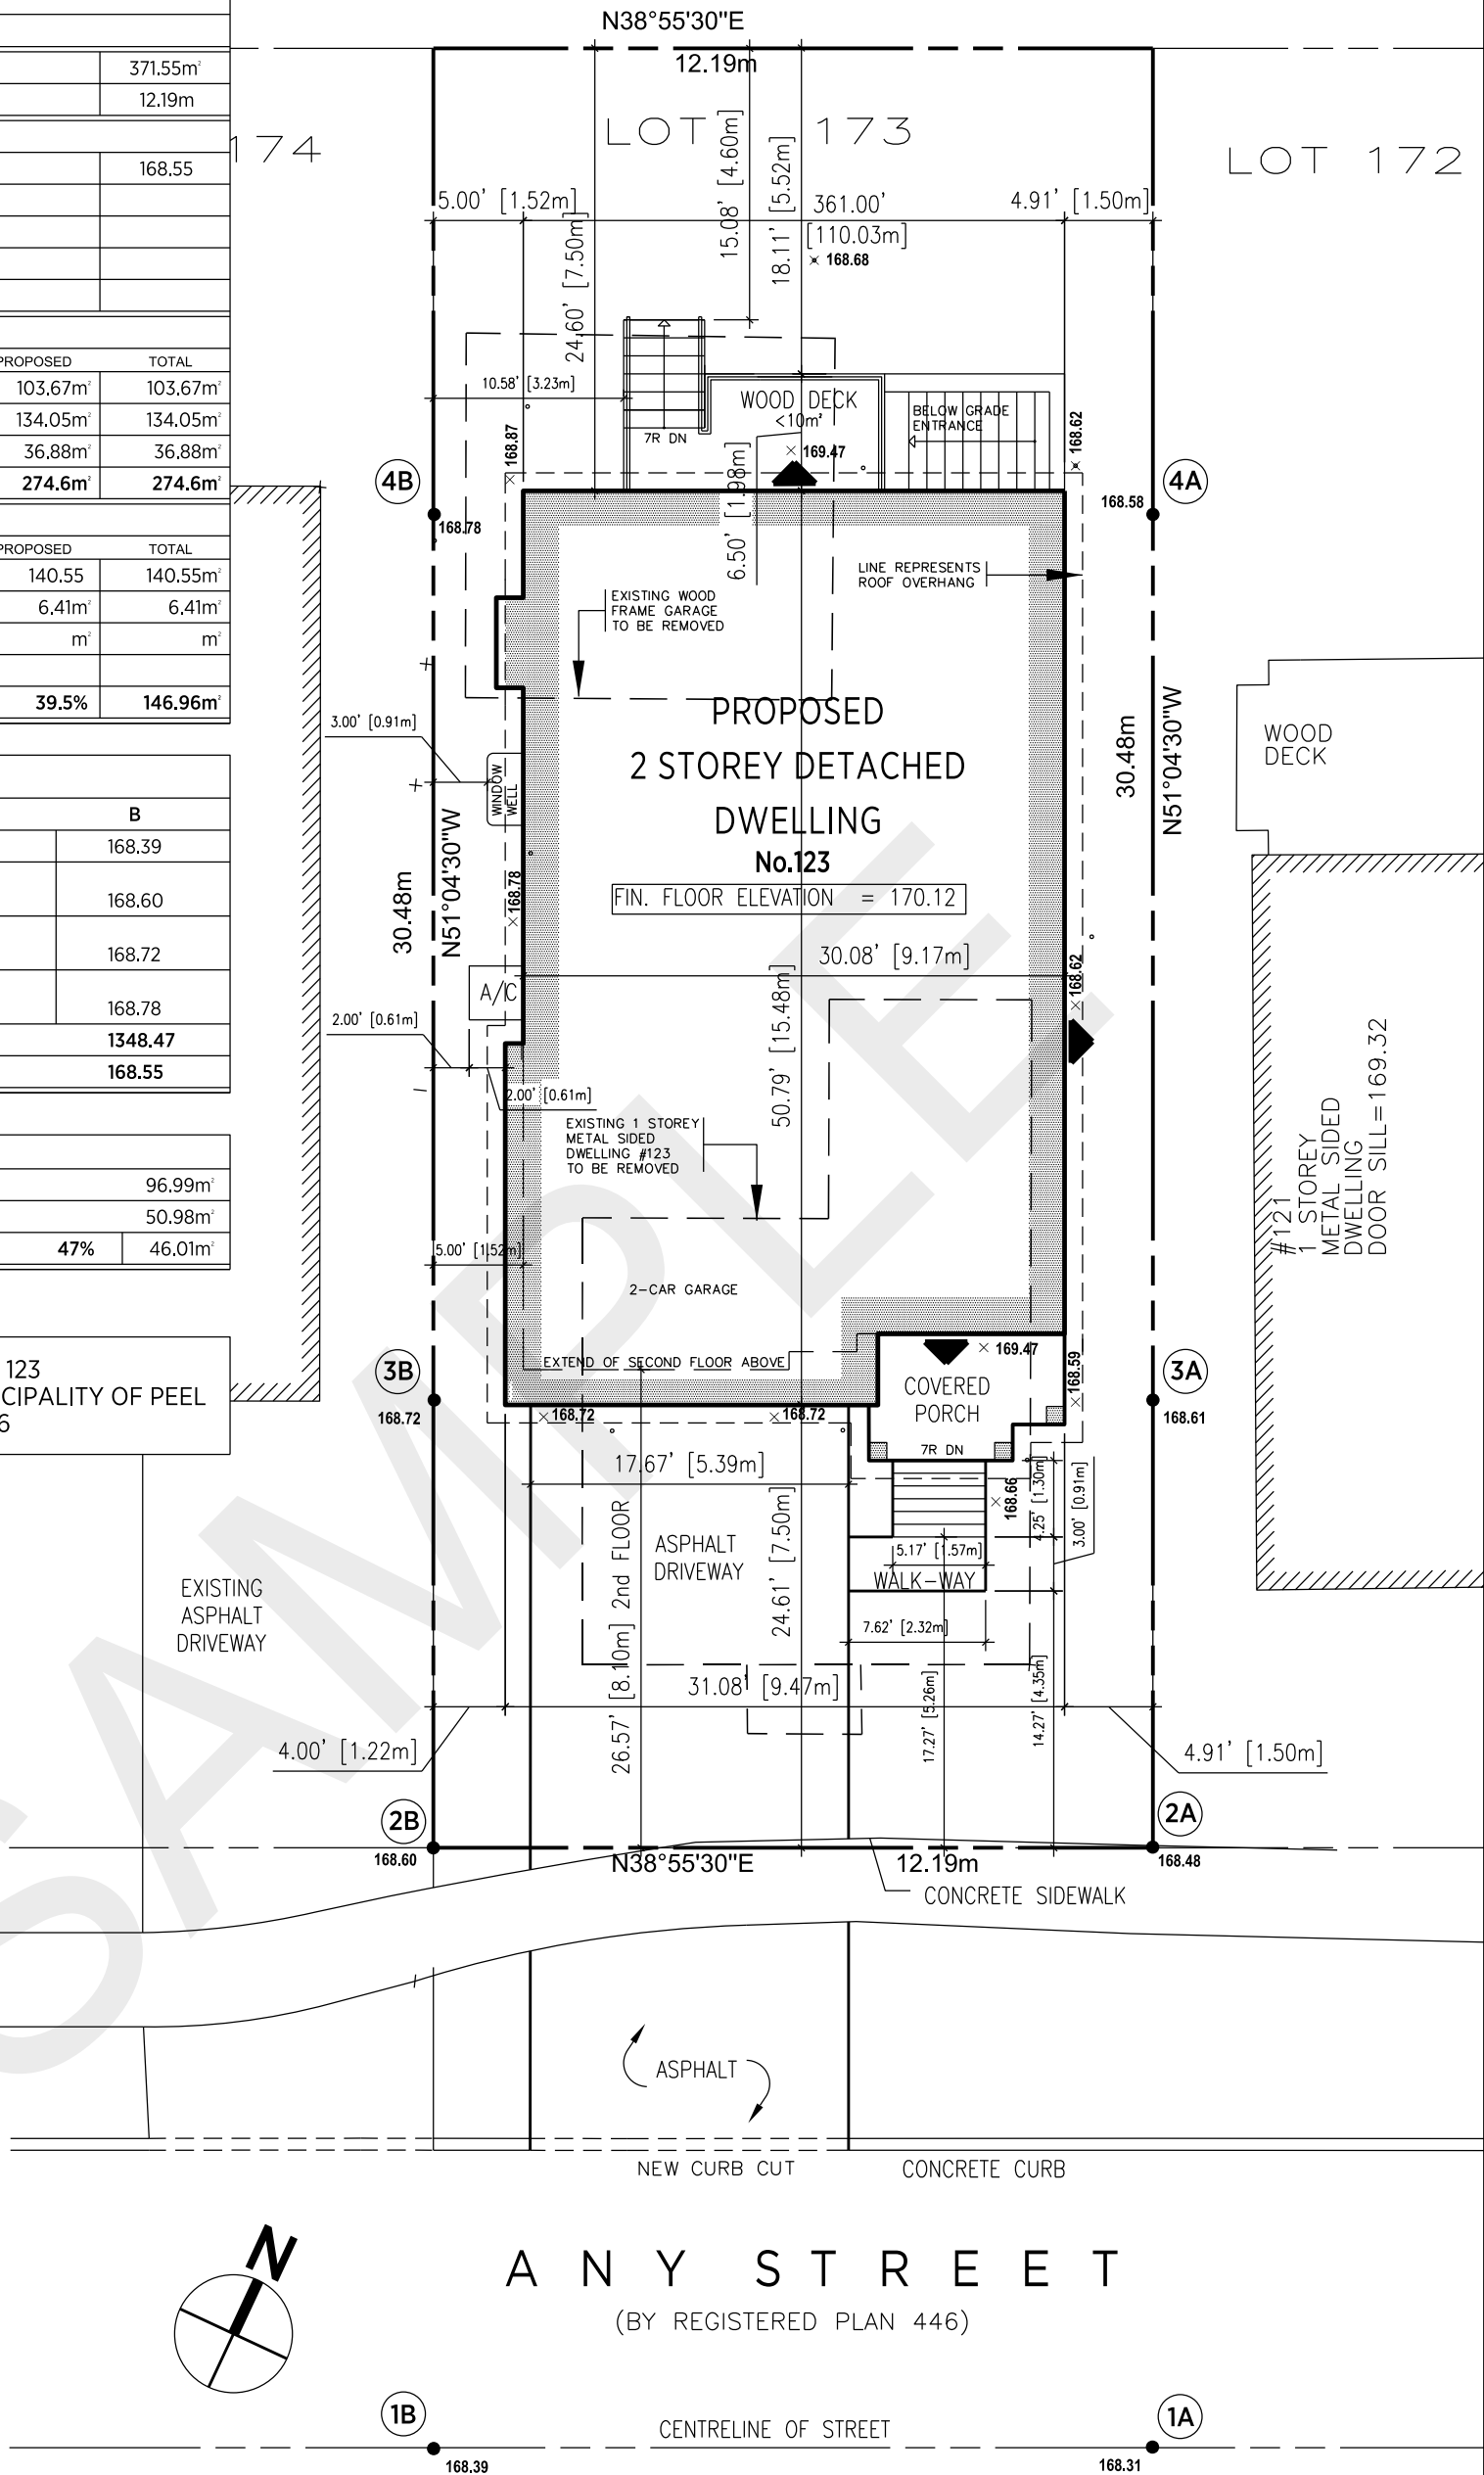 N38°55'30"E
12.19m
371.55m²
12.19m
174
LOT 173
LOT 172
168.55
15.08' [4.60m]
18.11' [5.52m]
5.00' [1.52m]
361.00'
[110.03m]
4.91' [1.50m]
24.60' [7.50m]
168.68
PROPOSED TOTAL
103.67m² 103.67m²
134.05m² 134.05m²
36.88m² 36.88m²
274.6m² 274.6m²
10.58' [3.23m]
WOOD DECK
<10m²
7R DN
BELOW GRADE
ENTRANCE
168.87
169.47
168.62
6.50' [1.98m]
4B
168.78
4A
168.58
LINE REPRESENTS
ROOF OVERHANG
PROPOSED TOTAL
140.55 140.55m²
6.41m² 6.41m²
m² m²
39.5% 146.96m²
EXISTING WOOD
FRAME GARAGE
TO BE REMOVED
PROPOSED
2 STOREY DETACHED
DWELLING
No.123
FIN. FLOOR ELEVATION = 170.12
3.00' [0.91m]
WINDOW
WELL
30.48m
N51°04'30"W
30.48m
N51°04'30"W
WOOD
DECK
B
168.39
168.60
168.72
168.78
1348.47
168.55
168.78
30.08' [9.17m]
50.79' [15.48m]
168.62
A/C
2.00' [0.61m]
2.00' [0.61m]
EXISTING 1 STOREY
METAL SIDED
DWELLING #123
TO BE REMOVED
#121
1 STOREY
METAL SIDED
DWELLING
DOOR SILL=169.32
96.99m²
50.98m²
47% 46.01m²
5.00' [1.52m]
2-CAR GARAGE
EXTEND OF SECOND FLOOR ABOVE
123
CIPALITY OF PEEL
6
3B
168.72
168.72
168.72
169.47
COVERED
PORCH
7R DN
168.59
3A
168.61
17.67' [5.39m]
168.66
4.25' [1.30m]
3.00' [0.91m]
26.57' [8.10m] 2nd FLOOR
ASPHALT
DRIVEWAY
24.61' [7.50m]
5.17' [1.57m]
WALK-WAY
7.62' [2.32m]
EXISTING
ASPHALT
DRIVEWAY
31.08' [9.47m]
17.27' [5.26m]
14.27' [4.35m]
4.00' [1.22m]
4.91' [1.50m]
2B
168.60
2A
168.48
N38°55'30"E
12.19m
CONCRETE SIDEWALK
ASPHALT
NEW CURB CUT
CONCRETE CURB
N
ANY STREET
(BY REGISTERED PLAN 446)
1B
168.39
CENTRELINE OF STREET
1A
168.31
SAMPLE